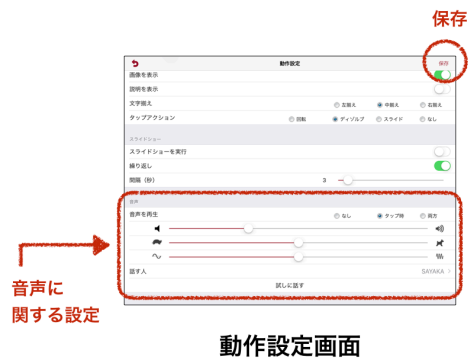 保存
動作設定
保存
画像を表示
説明を表示
文字揃え 左揃え 中揃え 右揃え
タップアクション 回転 ディゾルブ スライド なし
スライドショー
スライドショーを実行
繰り返し
間隔（秒） 3
音声
音声を再生 なし タップ時 両方
話す人 SAYAKA
試しに話す
音声に
関する設定
動作設定画面